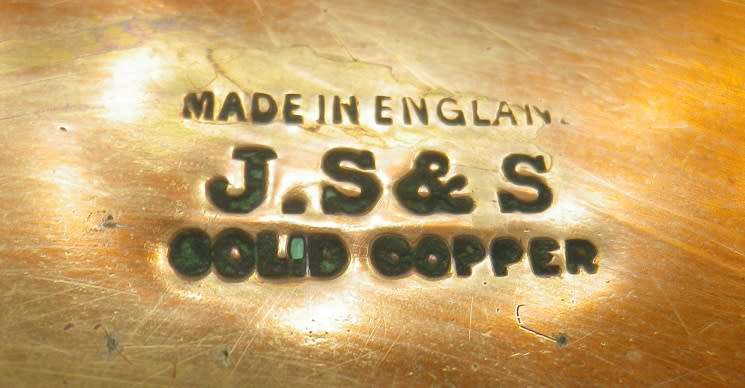 MADE IN ENGLAND
J.S & S
SOLID COPPER